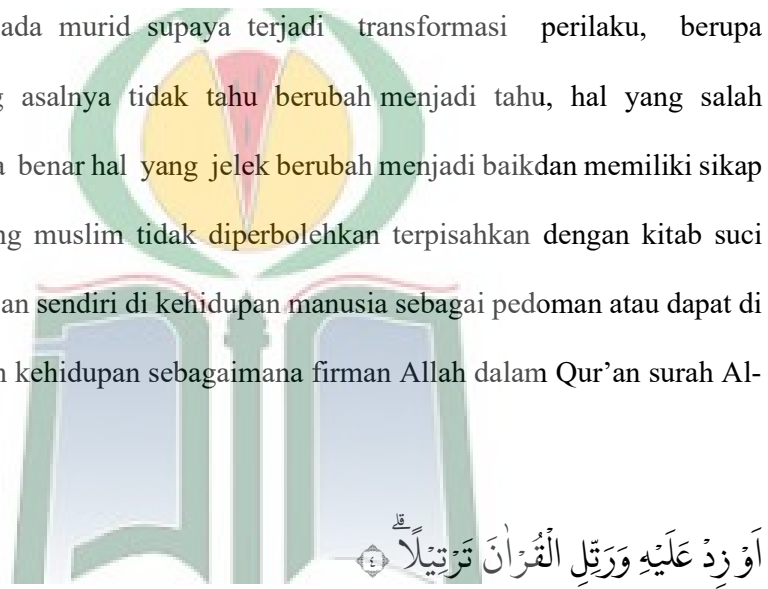 ada murid supaya terjadi transformasi perilaku, berupa
asalnya tidak tahu berubah menjadi tahu, hal yang salah
benar hal yang jelek berubah menjadi baikdan memiliki sikap
ng muslim tidak diperbolehkan terpisahkan dengan kitab suci
an sendiri di kehidupan manusia sebagai pedoman atau dapat di
kehidupan sebagaimana firman Allah dalam Qur’an surah Al-
اَوْ زِدْ عَلَيْهِ وَرَتِّلِ الْقُرْاٰنَ تَرْتِيْلًاۗ ۝٤